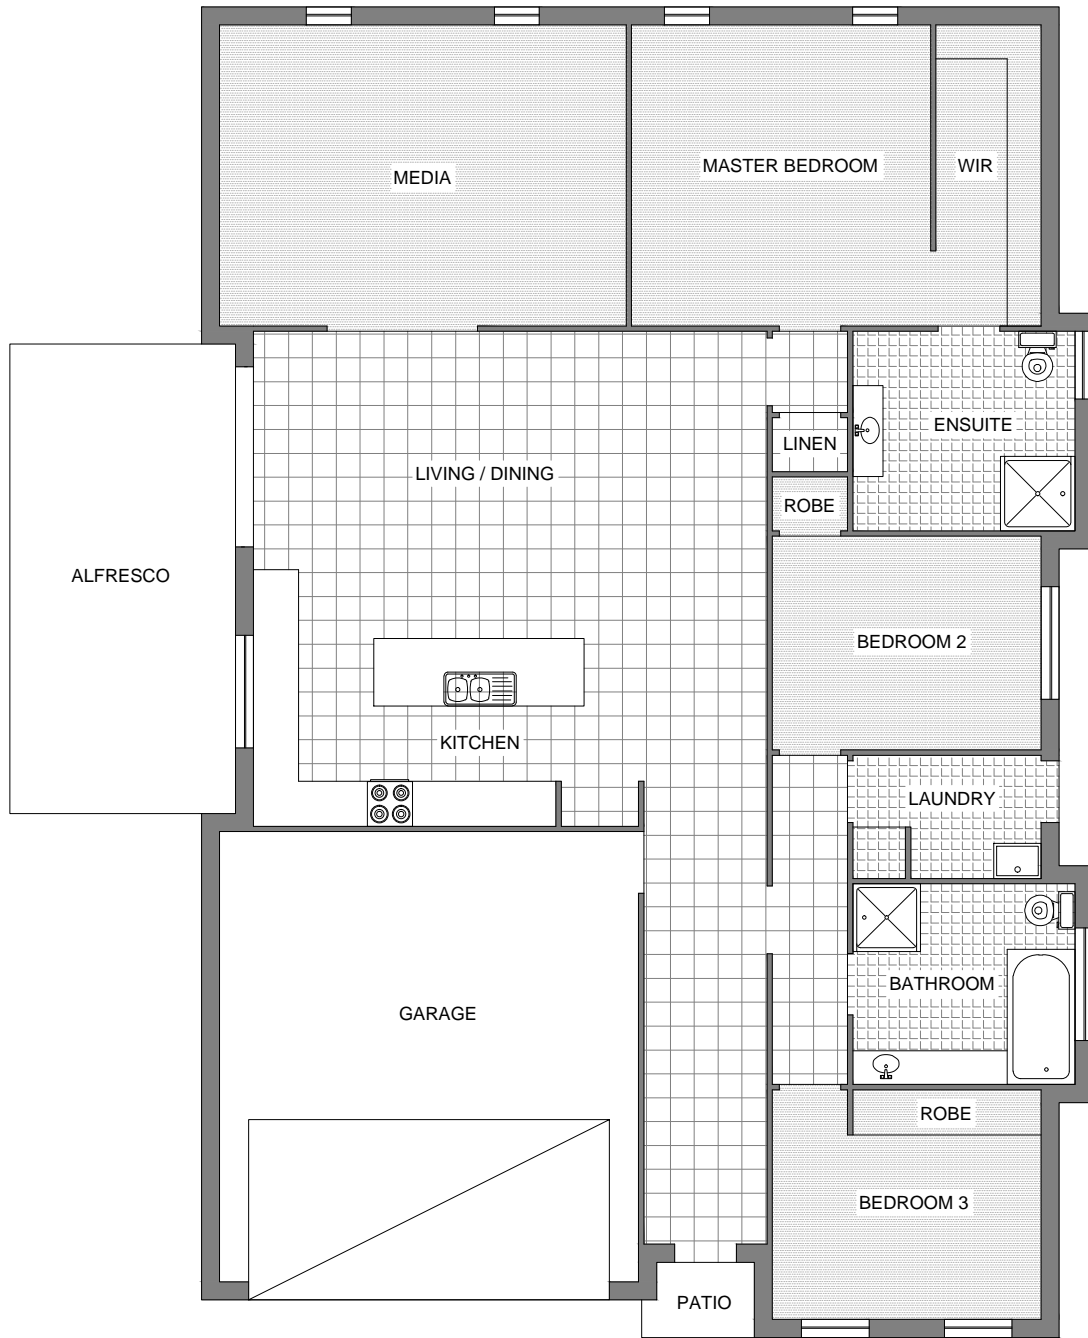 MEDIA
MASTER BEDROOM
WIR
LIVING / DINING
LINEN
ENSUITE
ROBE
ALFRESCO
BEDROOM 2
KITCHEN
LAUNDRY
BATHROOM
GARAGE
ROBE
BEDROOM 3
PATIO